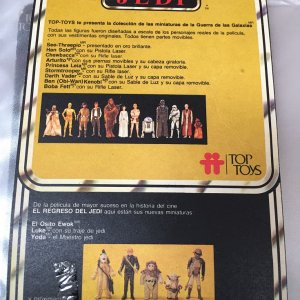 JEDI
TOP-TOYS te presenta la colección de las miniaturas de la Guerra de las Galaxias
Todas las figuras fueron diseñadas a escala de los personajes reales de la película,
con sus vestimentas originales. Todos tienen partes movibles.
See-Threepio — presentado en oro brillante.
Han Solo con su Pistola Laser
Chewbacca con su Rifle laser.
Arturito con sus piernas movibles y su cabeza giratoria.
Princesa Leia con su Pistola Laser y su capa removible.
Stormtrooper con su Rifle laser.
Darth Vader con su Sable de Luz y su capa removible.
Ben (Obi-Wan) Kenobi con su Sable de Luz y su capa removible.
Boba Fett con su Rifle laser.
TOP
TOYS
De la película de mayor suceso en la historia del cine
EL REGRESO DEL JEDI aquí están sus nuevas miniaturas
El Osito Ewok
Luke con su traje de jedi
Yoda - el Maestro jedi